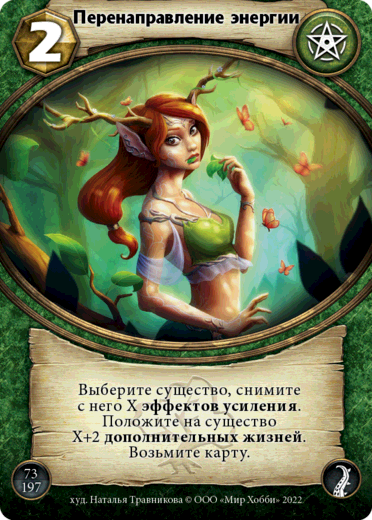 Перенаправление энергии
2
Выберите существо, снимите
с него X эффектов усиления.
Положите на существо
X+2 дополнительных жизней.
Возьмите карту.
73
197
худ. Наталья Травникова © ООО «Мир Хобби» 2022